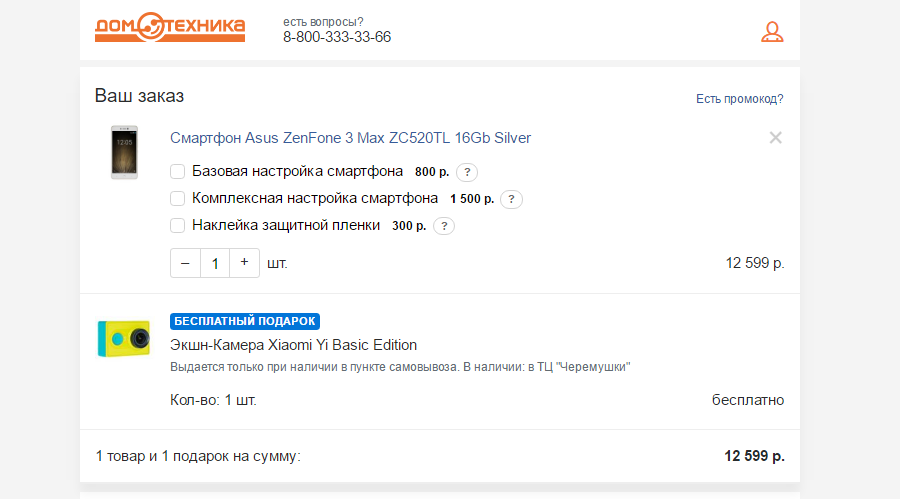 ДОМОТЕХНИКА
есть вопросы?
8-800-333-33-66
Ваш заказ
Есть промокод?
12:05
Смартфон Asus ZenFone 3 Max ZC520TL 16Gb Silver
Базовая настройка смартфона 800 р. ?
Комплексная настройка смартфона 1 500 р. ?
Наклейка защитной пленки 300 р. ?
– 1 + шт. 12 599 р.
БЕСПЛАТНЫЙ ПОДАРОК
Экшн-Камера Xiaomi Yi Basic Edition
Выдается только при наличии в пункте самовывоза. В наличии: в ТЦ "Черемушки"
Кол-во: 1 шт. бесплатно
1 товар и 1 подарок на сумму: 12 599 р.